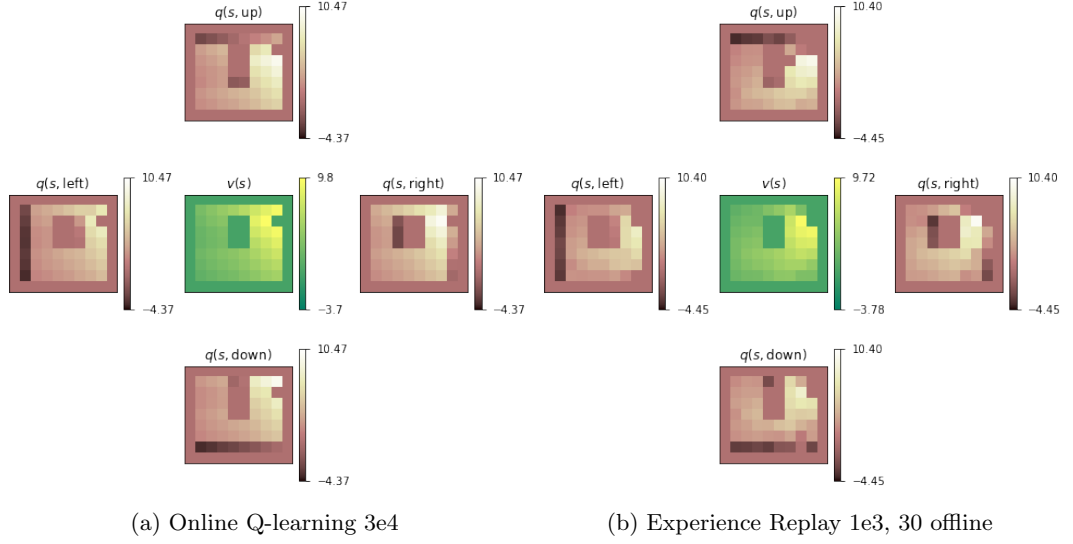 q(s, up)
10.47
−4.37
q(s, up)
10.40
−4.45
q(s, left)
10.47
−4.37
v(s)
9.8
−3.7
q(s, right)
10.47
−4.37
q(s, left)
10.40
−4.45
v(s)
9.72
−3.78
q(s, right)
10.40
−4.45
q(s, down)
10.47
−4.37
q(s, down)
10.40
−4.45
(a) Online Q-learning 3e4
(b) Experience Replay 1e3, 30 offline